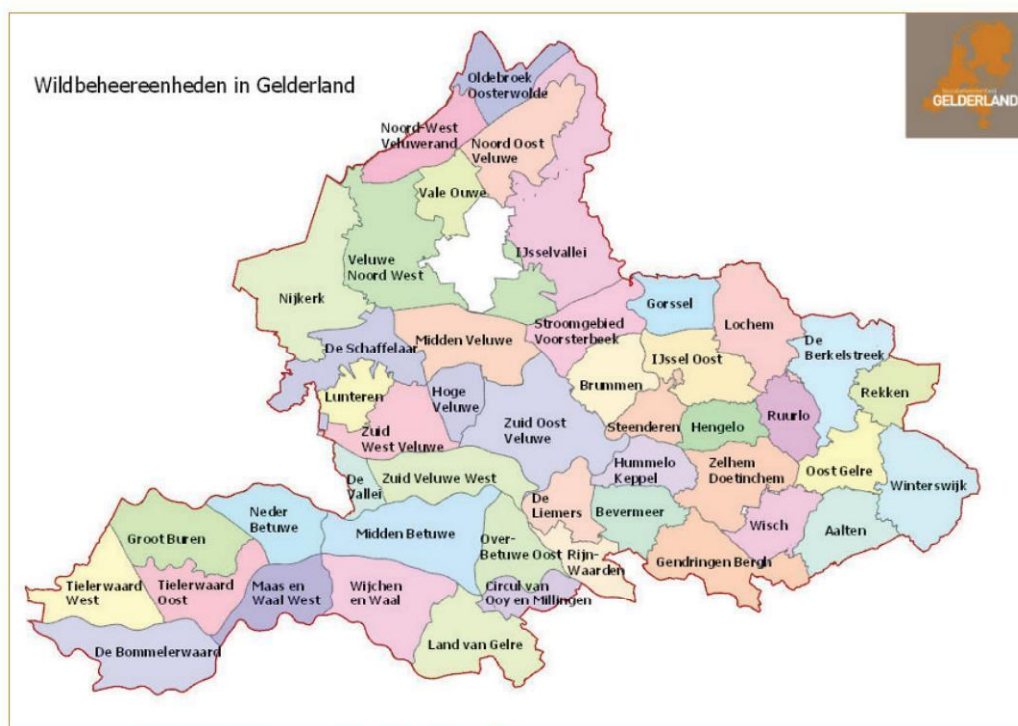 Wildbeheereenheden in Gelderland
GELDERLAND
Oldebroek
Oosterwolde
Noord-West
Veluwerand
Noord Oost
Veluwe
Vale Ouwe
IJsselvallei
Veluwe
Noord West
Nijkerk
Gorssel
Lochem
Stroomgebied
Voorsterbeek
De Schaffelaar
Midden Veluwe
IJssel Oost
De
Berkelstreek
Brummen
Rekken
Lunteren
Hoge
Veluwe
Zuid Oost
Veluwe
Steenderen
Hengelo
Ruurlo
Zuid
West Veluwe
Hummelo
Keppel
Zelhem
Doetinchem
Oost Gelre
Winterswijk
De
Vallei
Zuid Veluwe West
De
Liemers
Bevermeer
Wisch
Aalten
Neder
Betuwe
Groot Buren
Midden Betuwe
Over-
Betuwe Oost
Rijn-
Waarden
Gendringen Bergh
Tielerwaard
West
Tielerwaard
Oost
Maas en
Waal West
Wijchen
en Waal
Circul van
Ooy en Millingen
De Bommelerwaard
Land van Gelre